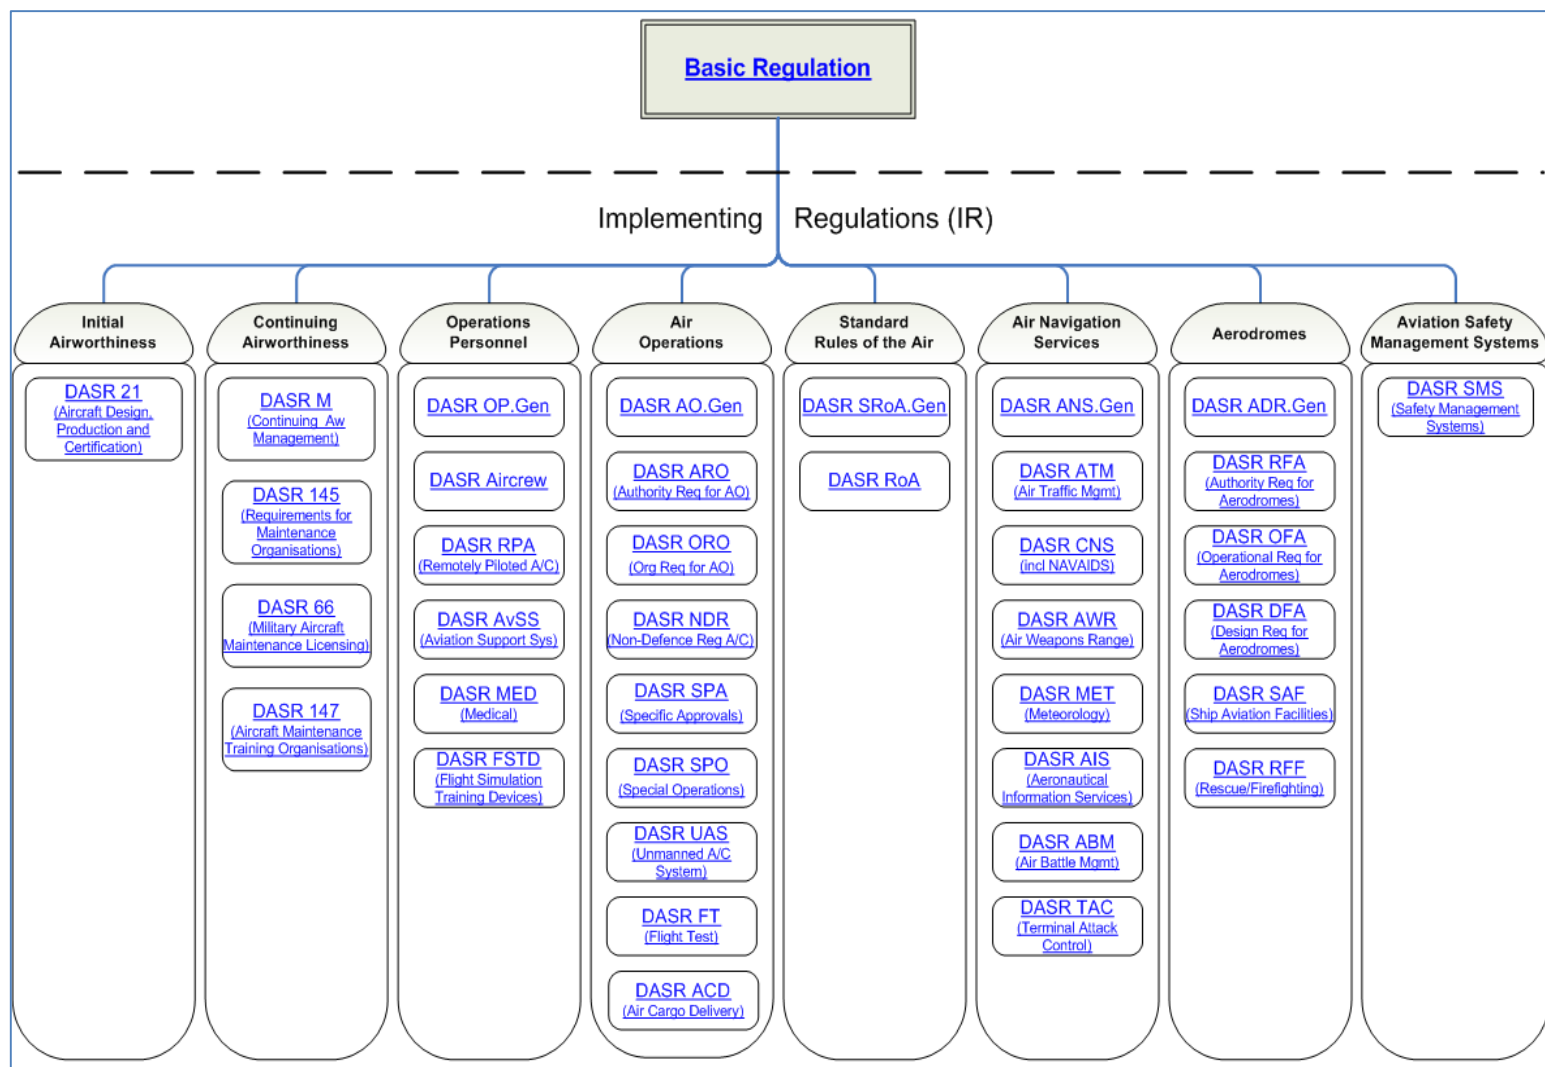 Basic Regulation
Implementing Regulations (IR)
Initial
Airworthiness
DASR 21
(Aircraft Design,
Production and
Certification)
Continuing
Airworthiness
DASR M
(Continuing Aw
Management)
DASR 145
(Requirements for
Maintenance
Organisations)
DASR 66
(Military Aircraft
Maintenance Licensing)
DASR 147
(Aircraft Maintenance
Training Organisations)
Operations
Personnel
DASR OP.Gen
DASR Aircrew
DASR RPA
(Remotely Piloted A/C)
DASR AvSS
(Aviation Support Sys)
DASR MED
(Medical)
DASR FSTD
(Flight Simulation
Training Devices)
Air
Operations
DASR AO.Gen
DASR ARO
(Authority Req for AO)
DASR ORO
(Org Req for AO)
DASR NDR
(Non-Defence Reg A/C)
DASR SPA
(Specific Approvals)
DASR SPO
(Special Operations)
DASR UAS
(Unmanned A/C
System)
DASR FT
(Flight Test)
DASR ACD
(Air Cargo Delivery)
Standard
Rules of the Air
DASR SRoA.Gen
DASR RoA
Air Navigation
Services
DASR ANS.Gen
DASR ATM
(Air Traffic Mgmt)
DASR CNS
(incl NAVAIDS)
DASR AWR
(Air Weapons Range)
DASR MET
(Meteorology)
DASR AIS
(Aeronautical
Information Services)
DASR ABM
(Air Battle Mgmt)
DASR TAC
(Terminal Attack
Control)
Aerodromes
DASR ADR.Gen
DASR RFA
(Authority Req for
Aerodromes)
DASR OFA
(Operational Req for
Aerodromes)
DASR DFA
(Design Req for
Aerodromes)
DASR SAF
(Ship Aviation Facilities)
DASR RFF
(Rescue/Firefighting)
Aviation Safety
Management Systems
DASR SMS
(Safety Management
Systems)